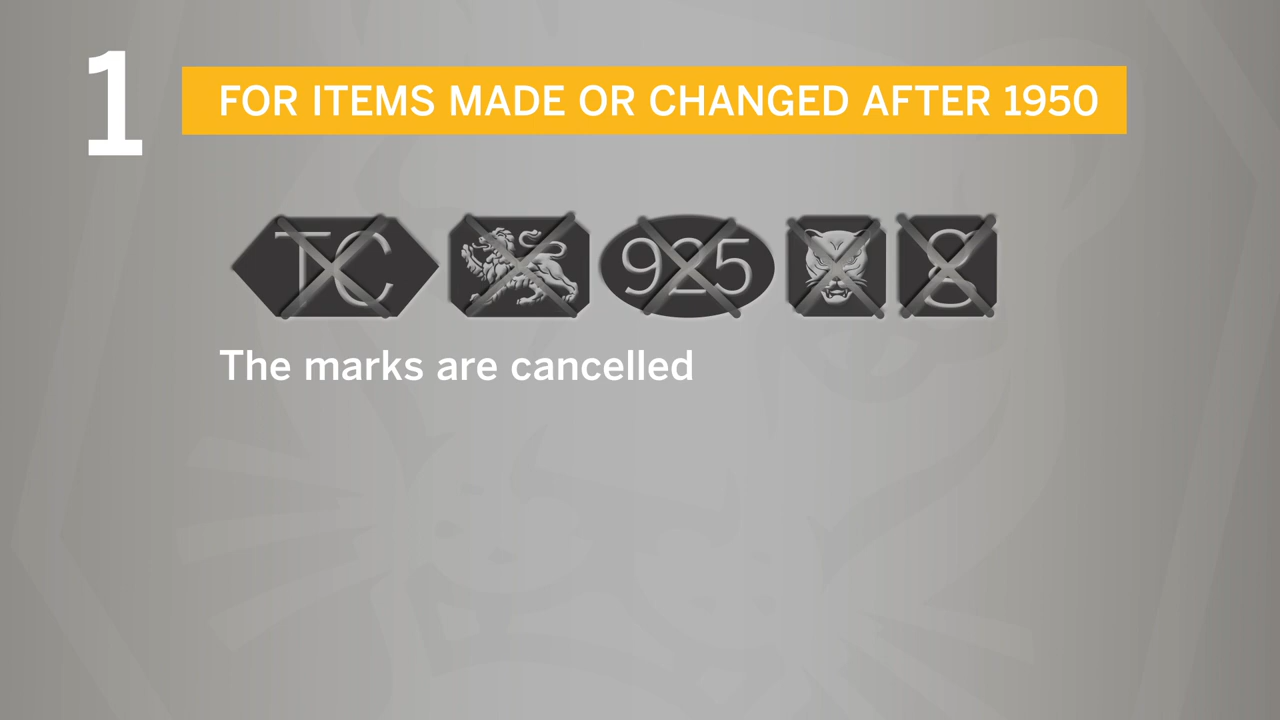 1
FOR ITEMS MADE OR CHANGED AFTER 1950
TC 925 8
The marks are cancelled